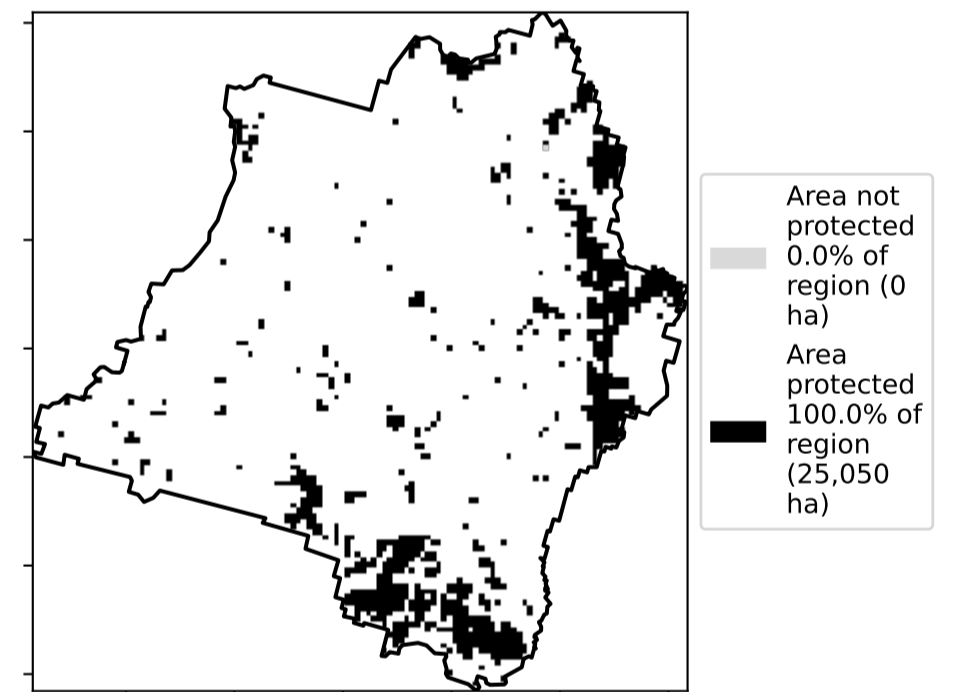 Area not
protected
0.0% of
region (0
ha)
Area
protected
100.0% of
region
(25,050
ha)